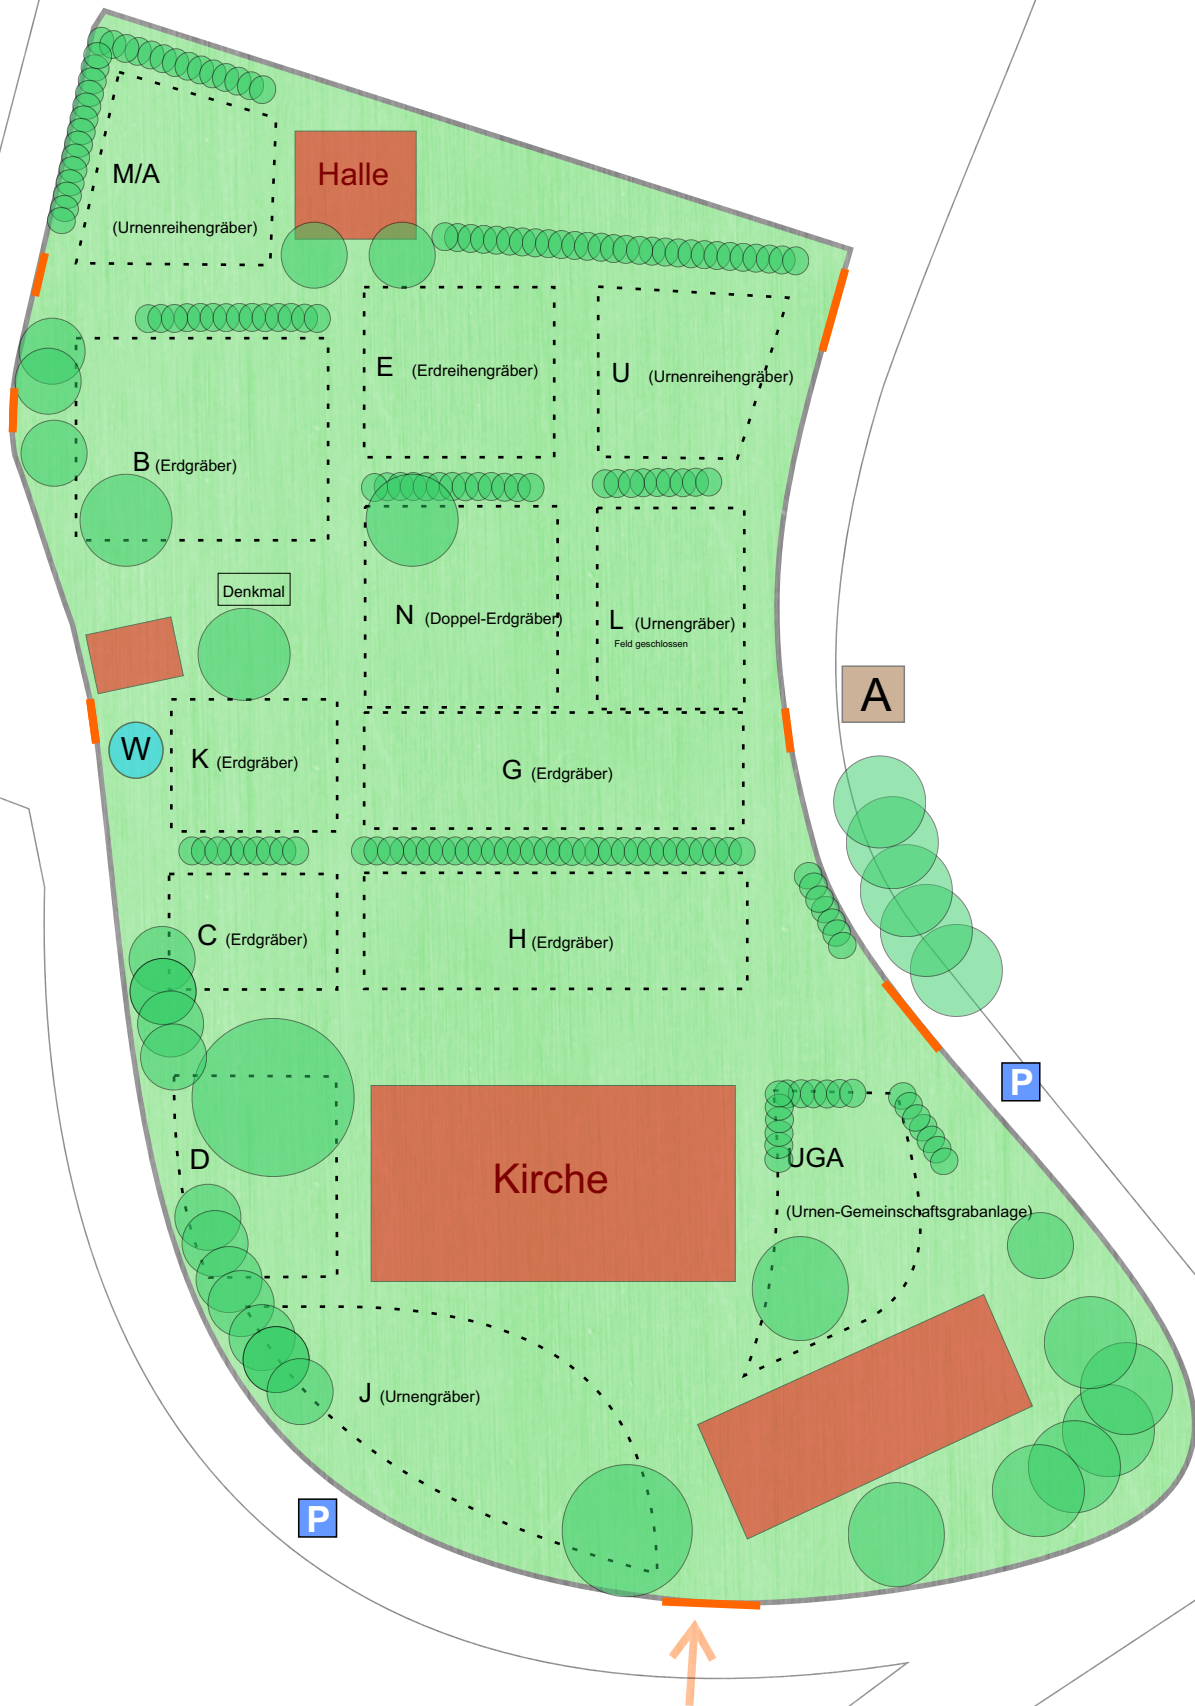 M/A
(Urnenreihengräber)
Halle
E (Erdreihengräber)
U (Urnenreihengräber)
B (Erdgräber)
Denkmal
N (Doppel-Erdgräber)
L (Urnengräber)
Feld geschlossen
A
W
K (Erdgräber)
G (Erdgräber)
C (Erdgräber)
H (Erdgräber)
P
D
Kirche
UGA
(Urnen-Gemeinschaftsgrabanlage)
J (Urnengräber)
P